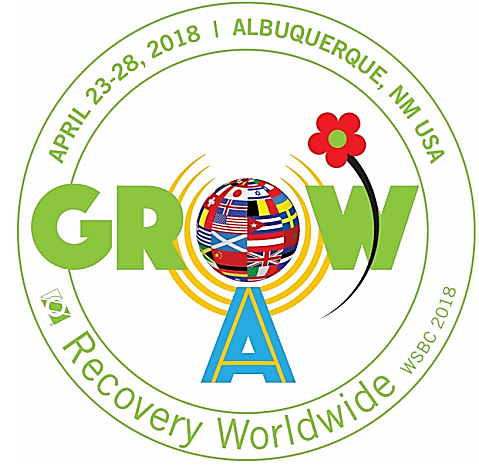 APRIL 23-28, 2018 | ALBUQUERQUE, NM USA
GROW
A
Recovery Worldwide
WSBC 2018